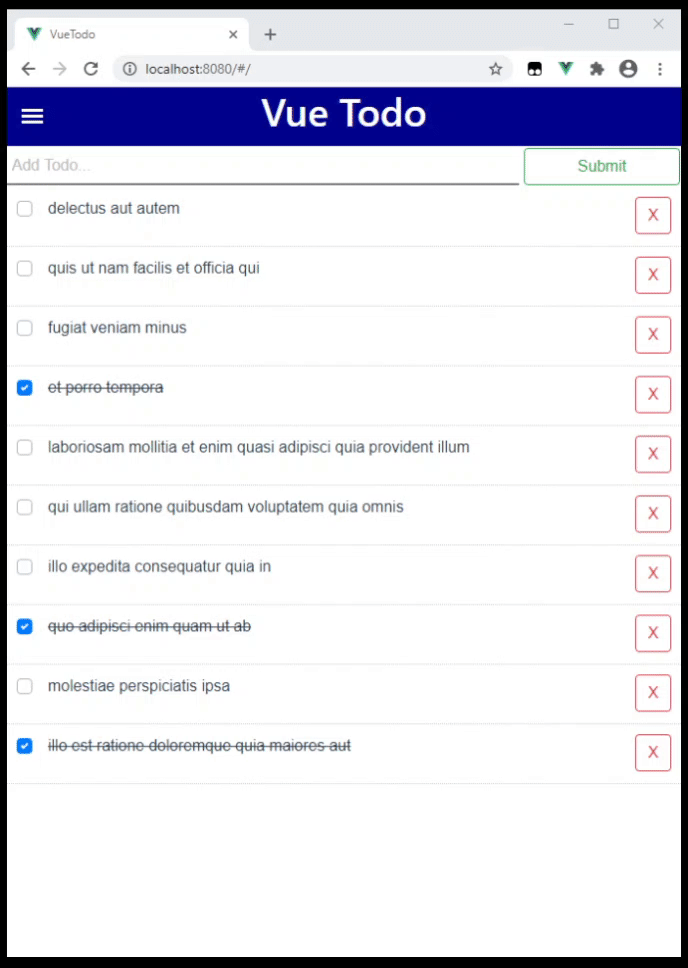 VueTodo
localhost:8080/#/
Vue Todo
Add Todo...
Submit
delectus aut autem
X
quis ut nam facilis et officia qui
X
fugiat veniam minus
X
et porro tempora
X
laboriosam mollitia et enim quasi adipisci quia provident illum
X
qui ullam ratione quibusdam voluptatem quia omnis
X
illo expedita consequatur quia in
X
quo adipisci enim quam ut ab
X
molestiae perspiciatis ipsa
X
illo est ratione doloremque quia maiores aut
X